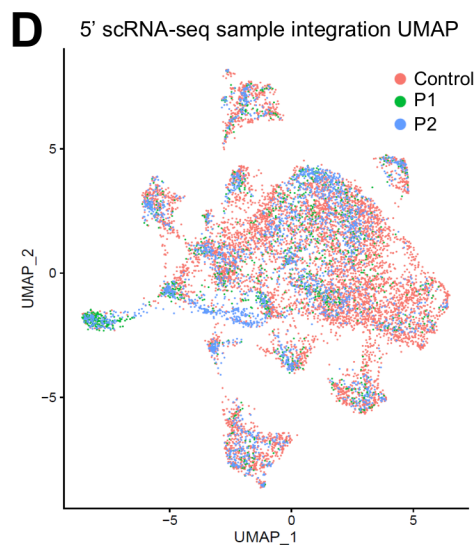 D 5’ scRNA-seq sample integration UMAP
Control
P1
P2
5
0
−5
UMAP_2
−5 0 5
UMAP_1